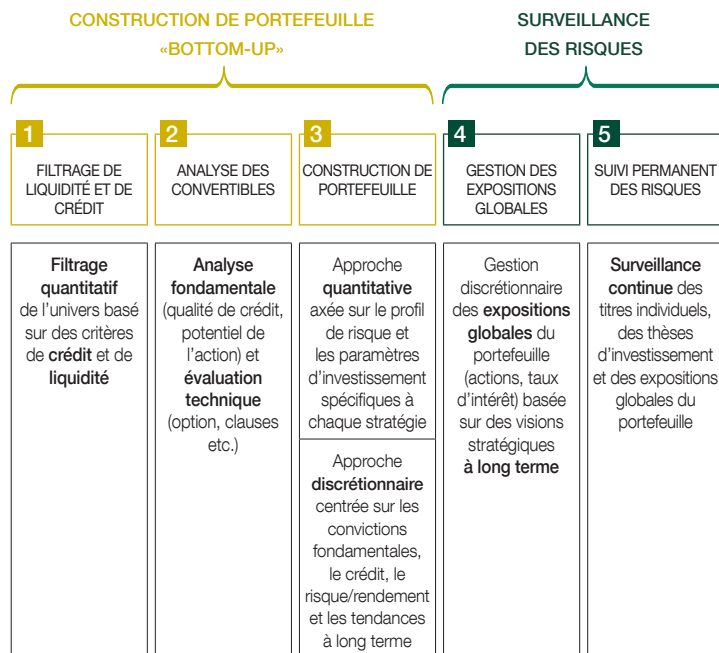 CONSTRUCTION DE PORTEFEUILLE
«BOTTOM-UP»
SURVEILLANCE
DES RISQUES
1
FILTRAGE DE
LIQUIDITÉ ET DE
CRÉDIT
2
ANALYSE DES
CONVERTIBLES
3
CONSTRUCTION DE
PORTEFEUILLE
4
GESTION DES
EXPOSITIONS
GLOBALES
5
SUIVI PERMANENT
DES RISQUES
Filtrage
quantitatif
de l’univers basé
sur des critères
de crédit et de
liquidité
Analyse
fondamentale
(qualité de crédit,
potentiel de
l’action) et
évaluation
technique
(option, clauses
etc.)
Approche
quantitative
axée sur le profil
de risque et
les paramètres
d’investissement
spécifiques à
chaque stratégie
Approche
discrétionnaire
centrée sur les
convictions
fondamentales,
le crédit, le
risque/rendement
et les tendances
à long terme
Gestion
discrétionnaire
des expositions
globales du
portefeuille
(actions, taux
d’intérêt) basée
sur des visions
stratégiques
à long terme
Surveillance
continue des
titres individuels,
des thèses
d’investissement
et des expositions
globales du
portefeuille